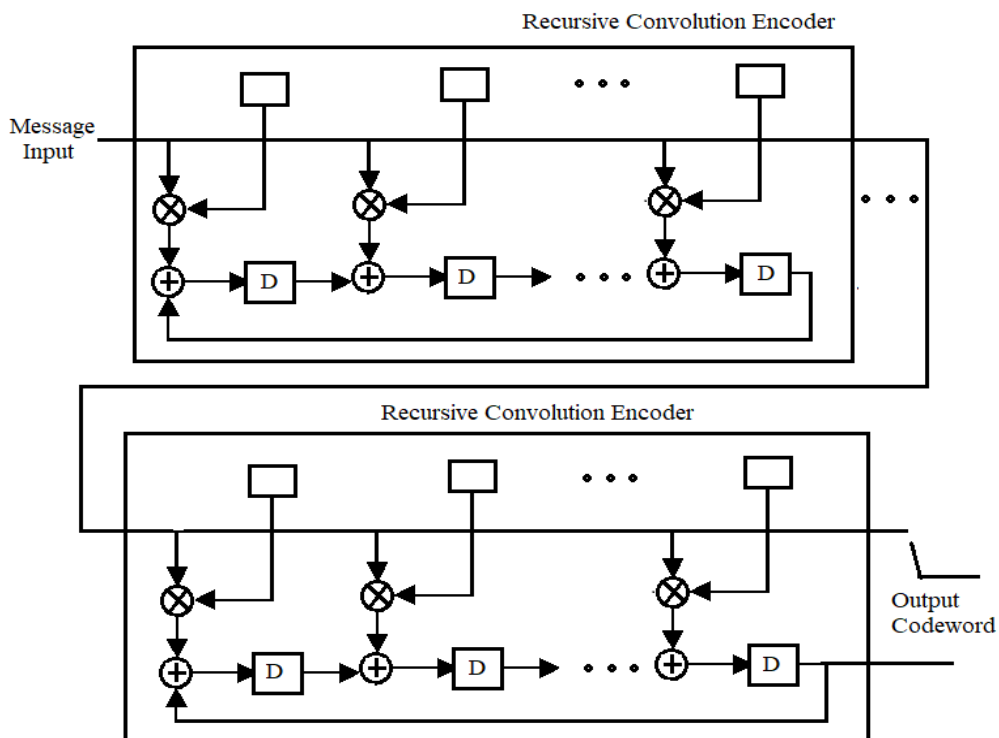 Recursive Convolution Encoder
Message
Input
D
D
D
Recursive Convolution Encoder
Output
Codeword
D
D
D